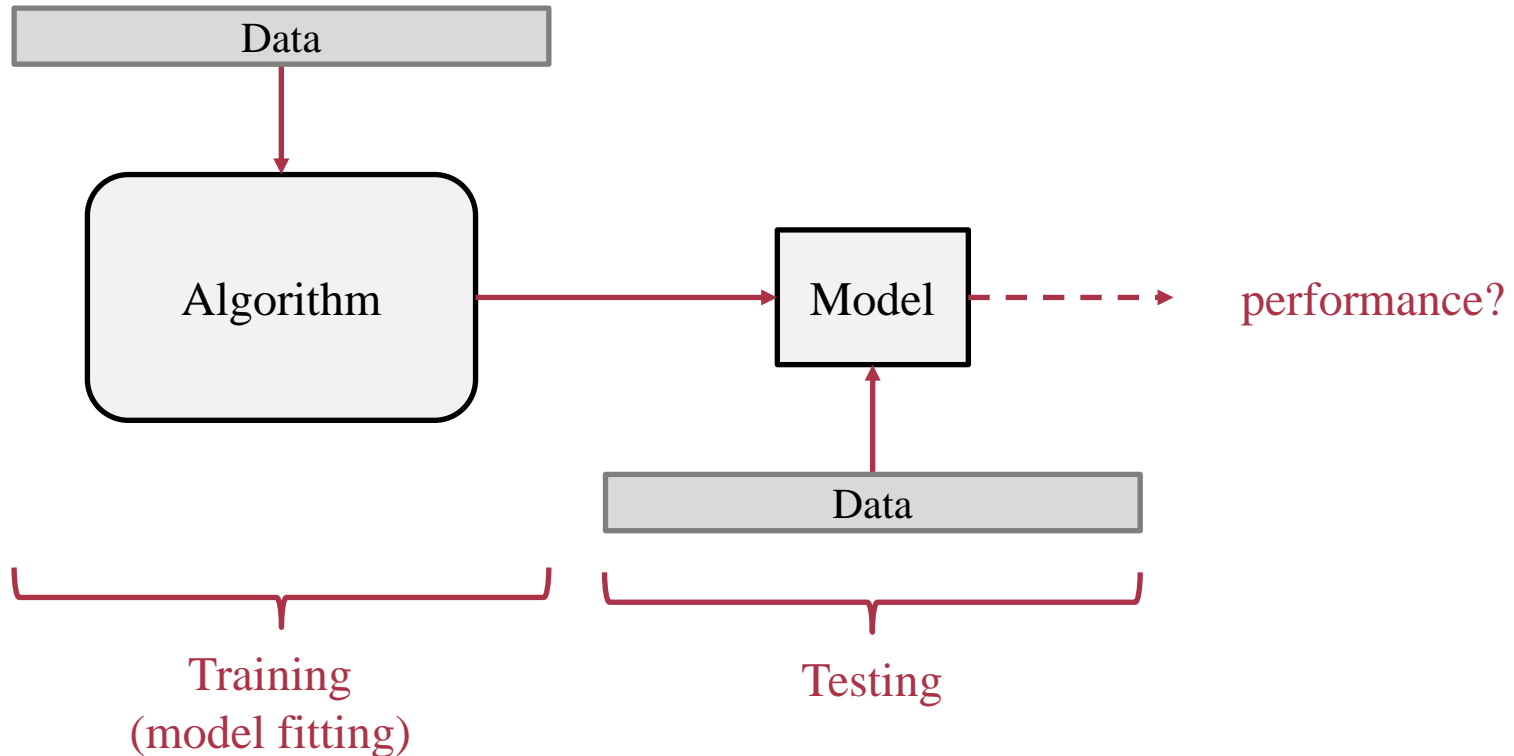 Data
Algorithm
Model
performance?
Data
Training
(model fitting)
Testing